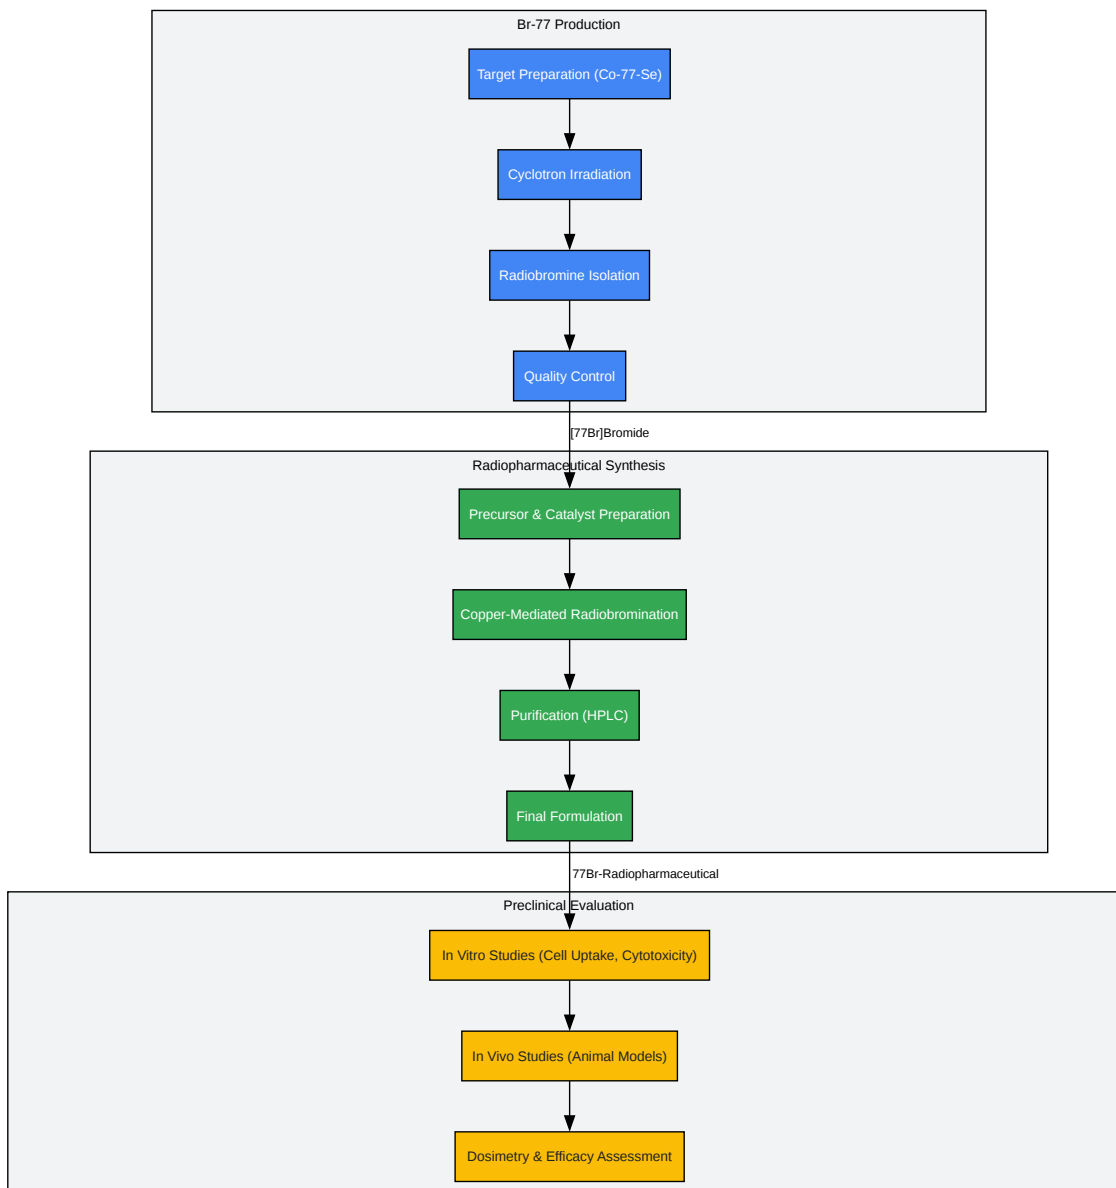 Br-77 Production
Target Preparation (Co-77-Se)
Cyclotron Irradiation
Radiobromine Isolation
Quality Control
[77Br]Bromide
Radiopharmaceutical Synthesis
Precursor & Catalyst Preparation
Copper-Mediated Radiobromination
Purification (HPLC)
Final Formulation
77Br-Radiopharmaceutical
Preclinical Evaluation
In Vitro Studies (Cell Uptake, Cytotoxicity)
In Vivo Studies (Animal Models)
Dosimetry & Efficacy Assessment